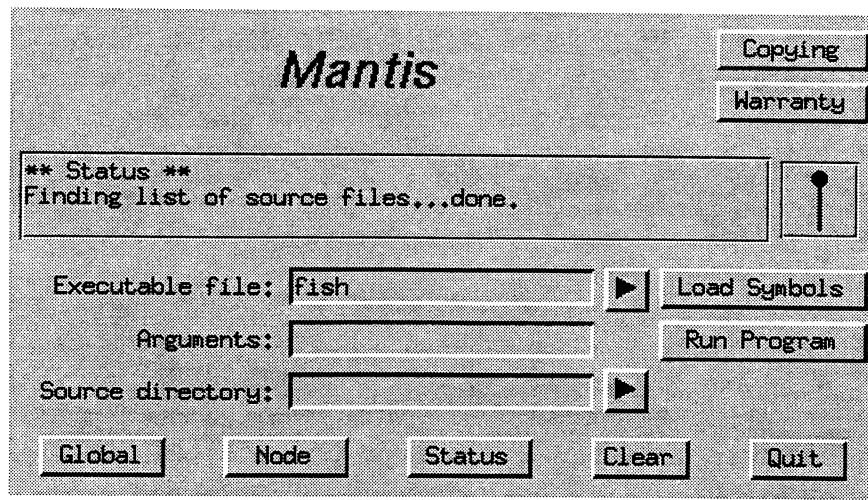 Mantis
Copying
Warranty
** Status **
Finding list of source files...done.
Executable file: fish
Load Symbols
Arguments:
Run Program
Source directory:
Global Node Status Clear Quit